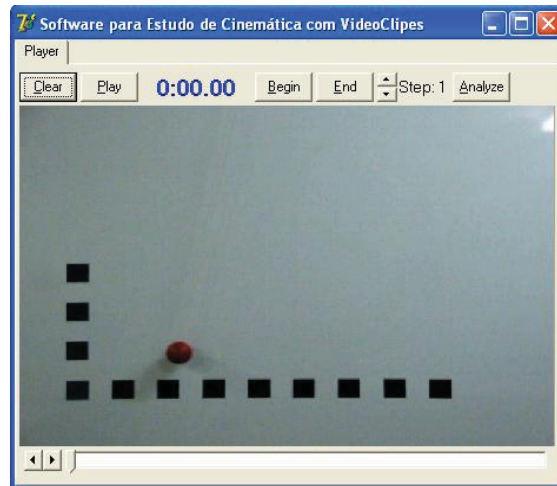 Software para Estudo de Cinemática com VideoClipes
Player
Clear Play 0:00.00 Begin End Step: 1 Analyze